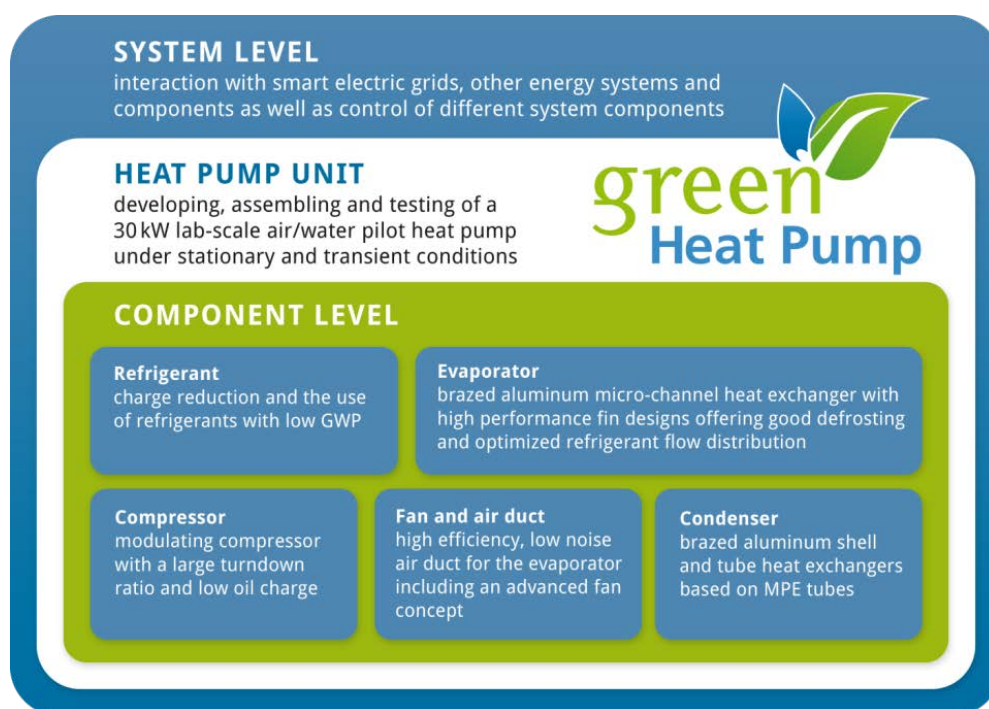 SYSTEM LEVEL
interaction with smart electric grids, other energy systems and
components as well as control of different system components
HEAT PUMP UNIT
developing, assembling and testing of a
30 kW lab-scale air/water pilot heat pump
under stationary and transient conditions
green
Heat Pump
COMPONENT LEVEL
Refrigerant
charge reduction and the use
of refrigerants with low GWP
Evaporator
brazed aluminum micro-channel heat exchanger with
high performance fin designs offering good defrosting
and optimized refrigerant flow distribution
Compressor
modulating compressor
with a large turndown
ratio and low oil charge
Fan and air duct
high efficiency, low noise
air duct for the evaporator
including an advanced fan
concept
Condenser
brazed aluminum shell
and tube heat exchangers
based on MPE tubes